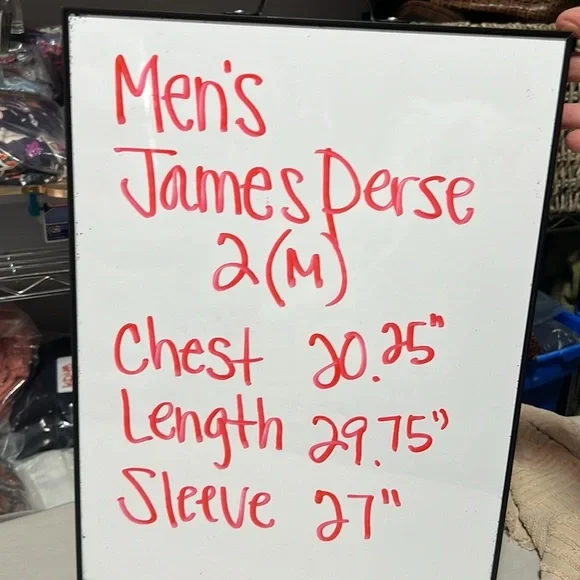 Men's
James Perse
2 (M)
Chest 20.25"
Length 29.75"
Sleeve 27"